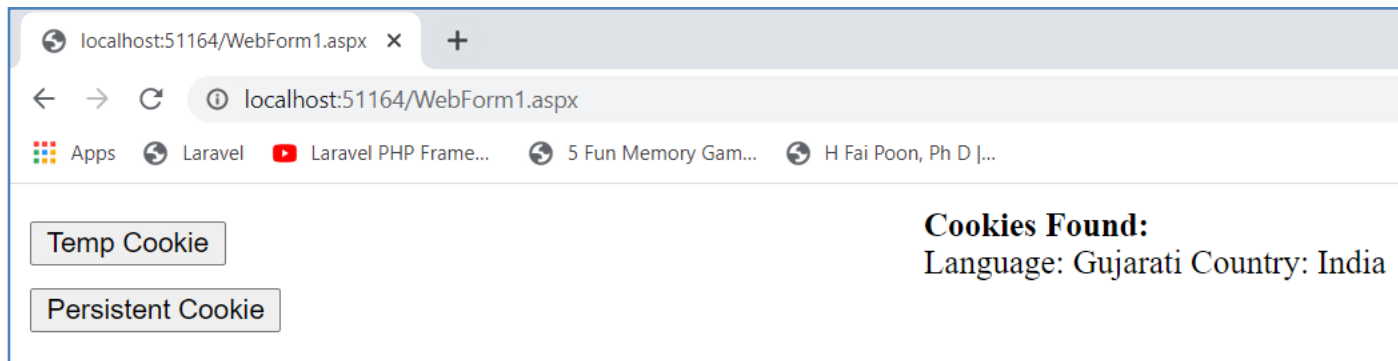 localhost:51164/WebForm1.aspx
localhost:51164/WebForm1.aspx
Apps Laravel Laravel PHP Frame... 5 Fun Memory Gam... H Fai Poon, Ph D |...
Temp Cookie
Persistent Cookie
Cookies Found:
Language: Gujarati Country: India